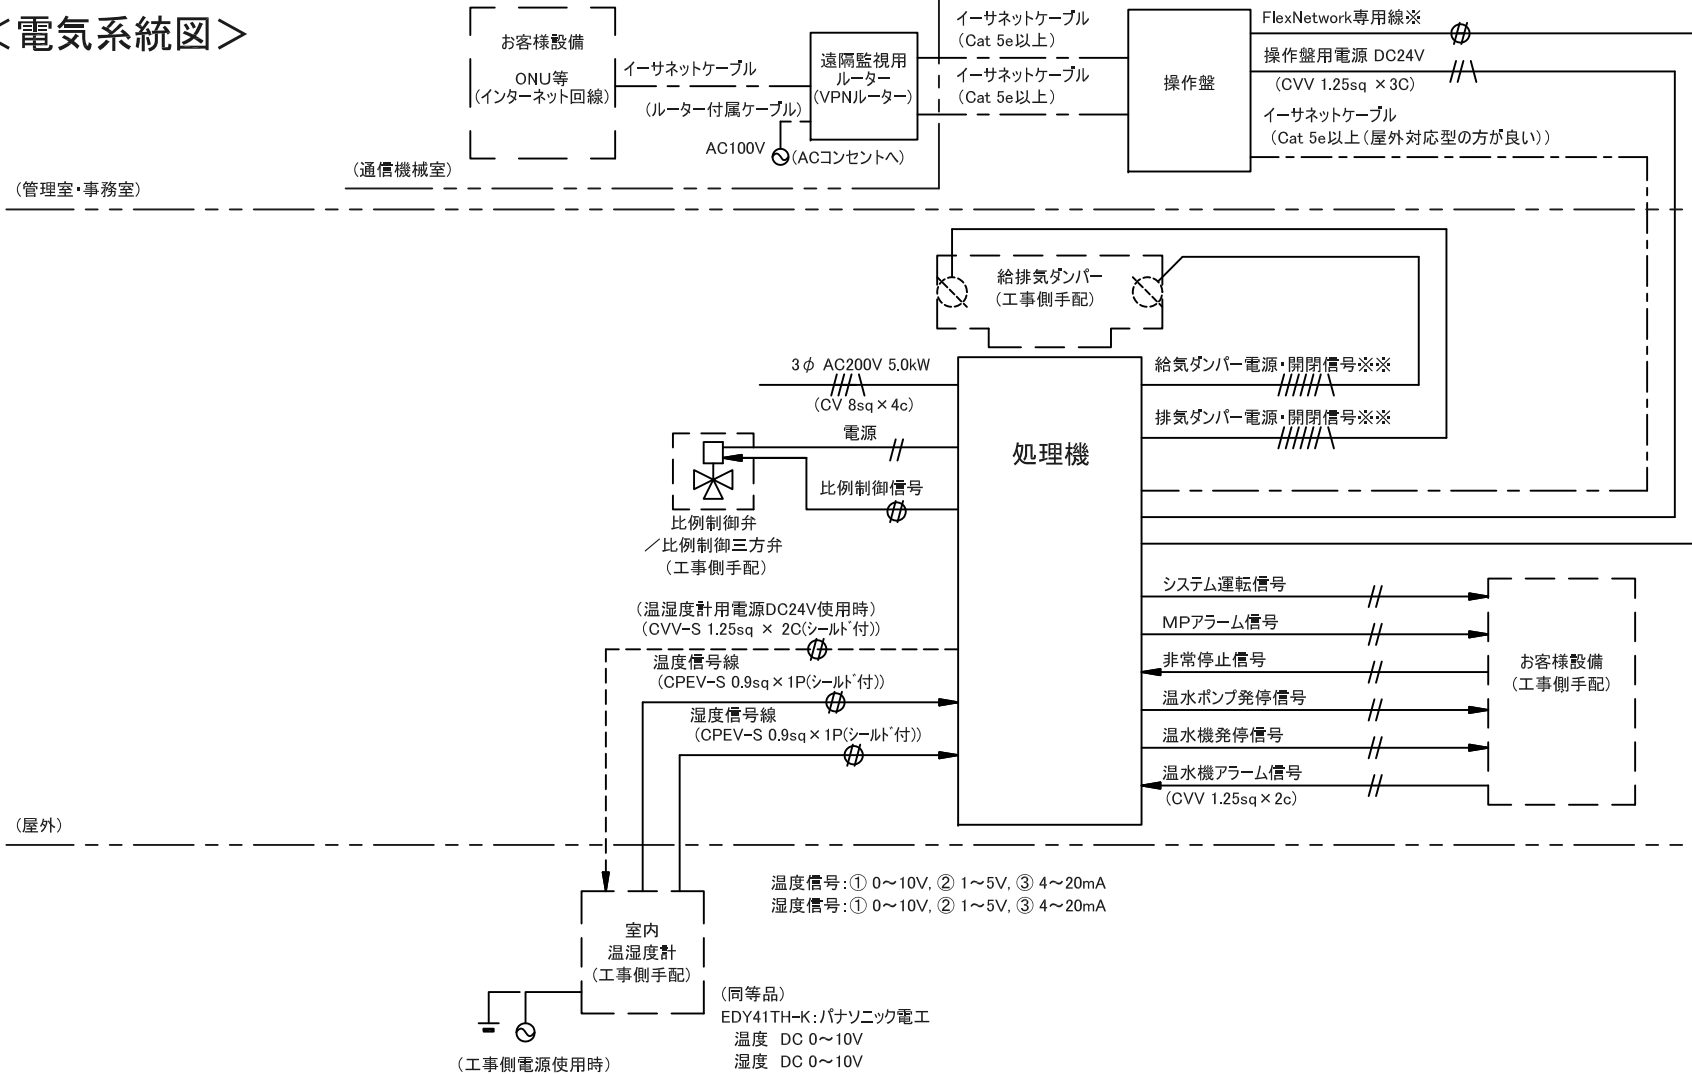 ＜電気系統図＞
お客様設備
ONU等
(インターネット回線)
イーサネットケーブル
(ルーター付属ケーブル)
AC100V
(ACコンセントへ)
遠隔監視用
ルーター
(VPNルーター)
イーサネットケーブル
(Cat 5e以上)
イーサネットケーブル
(Cat 5e以上)
操作盤
FlexNetwork専用線※
操作盤用電源 DC24V
(CVV 1.25sq ×3C)
イーサネットケーブル
(Cat 5e以上(屋外対応型の方が良い))
(通信機械室)
(管理室・事務室)
給排気ダンパー
(工事側手配)
3φ AC200V 5.0kW
(CV 8sq×4c)
電源
比例制御信号
比例制御弁
／比例制御三方弁
(工事側手配)
処理機
給気ダンパー電源・開閉信号※※
排気ダンパー電源・開閉信号※※
(温湿度計用電源DC24V使用時)
(CVV-S 1.25sq × 2C(シールド付))
温度信号線
(CPEV-S 0.9sq×1P(シールド付))
湿度信号線
(CPEV-S 0.9sq×1P(シールド付))
システム運転信号
MPアラーム信号
非常停止信号
温水ポンプ発停信号
温水機発停信号
温水機アラーム信号
(CVV 1.25sq×2c)
お客様設備
(工事側手配)
(屋外)
温度信号:① 0～10V, ② 1～5V, ③ 4～20mA
湿度信号:① 0～10V, ② 1～5V, ③ 4～20mA
室内
温湿度計
(工事側手配)
(同等品)
EDY41TH-K:パナソニック電工
温度 DC 0～10V
湿度 DC 0～10V
(工事側電源使用時)